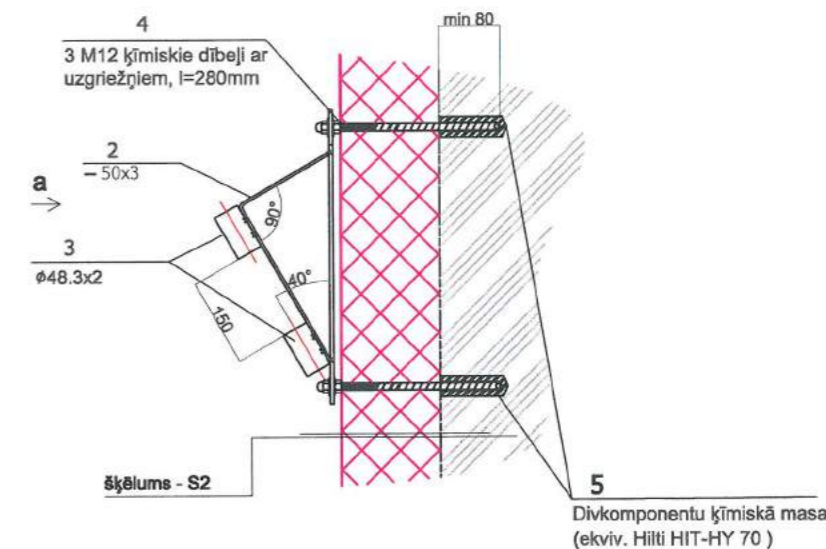 4
3 M12 ķīmiskie dībeļi ar
uzgriežņiem, l=280mm
min 80
2
– 50x3
a
3
ϕ48.3x2
90°
40°
150
šķēlums - S2
5
Divkomponentu ķīmiskā masa
(ekviv. Hilti HIT-HY 70 )